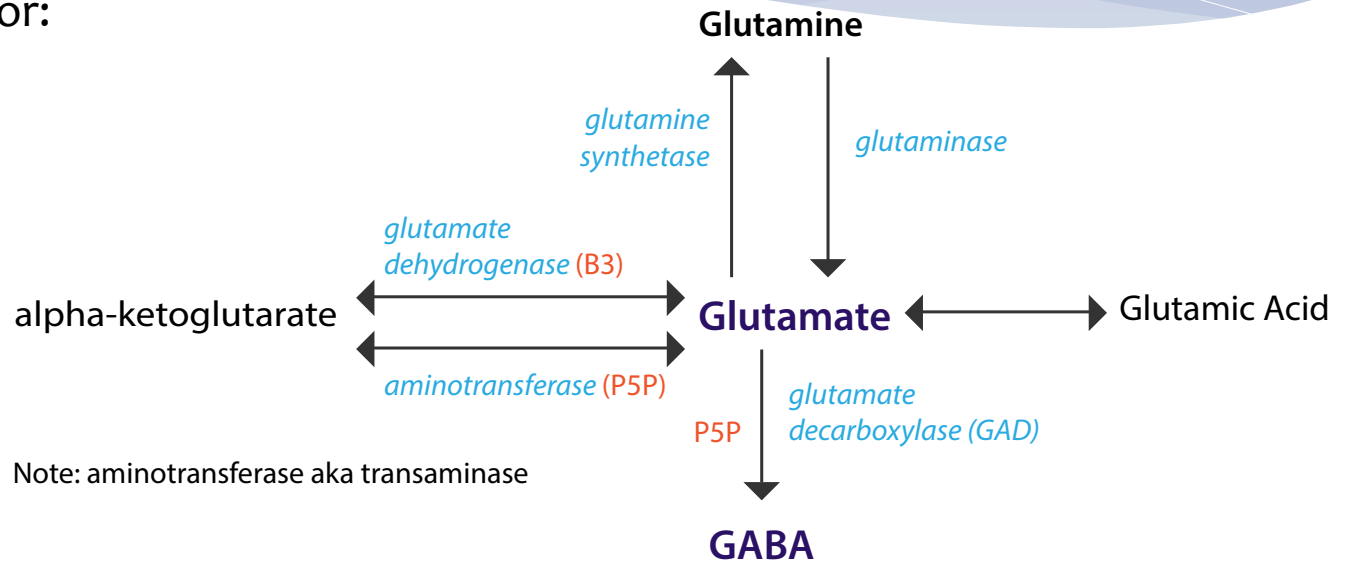 or:
Glutamine
glutamine
synthetase
glutaminase
glutamate
dehydrogenase (B3)
alpha-ketoglutarate
Glutamate
Glutamic Acid
aminotransferase (P5P)
glutamate
P5P
decarboxylase (GAD)
Note: aminotransferase aka transaminase
GABA